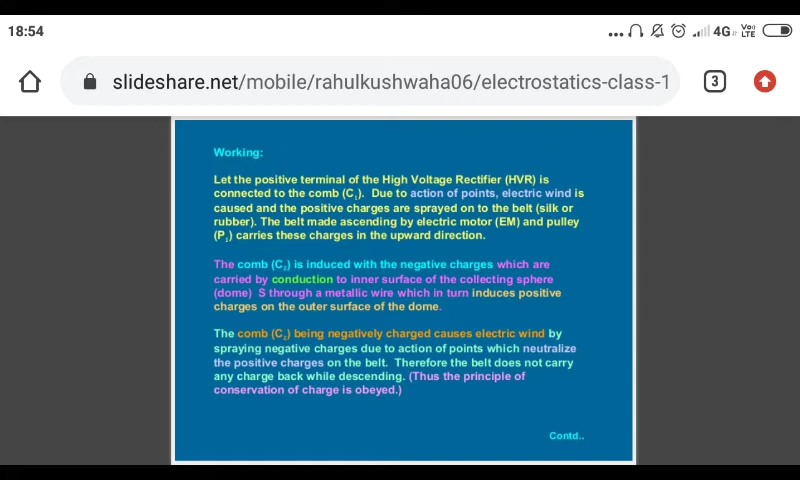 18:54
4G
Vo
LTE
slideshare.net/mobile/rahulkushwaha06/electrostatics-class-1
3
Working:
Let the positive terminal of the High Voltage Rectifier (HVR) is
connected to the comb (C₁). Due to action of points, electric wind is
caused and the positive charges are sprayed on to the belt (silk or
rubber). The belt made ascending by electric motor (EM) and pulley
(P₁) carries these charges in the upward direction.
The comb (C₂) is induced with the negative charges which are
carried by conduction to inner surface of the collecting sphere
(dome) S through a metallic wire which in turn induces positive
charges on the outer surface of the dome.
The comb (C₂) being negatively charged causes electric wind by
spraying negative charges due to action of points which neutralize
the positive charges on the belt. Therefore the belt does not carry
any charge back while descending. (Thus the principle of
conservation of charge is obeyed.)
Contd..